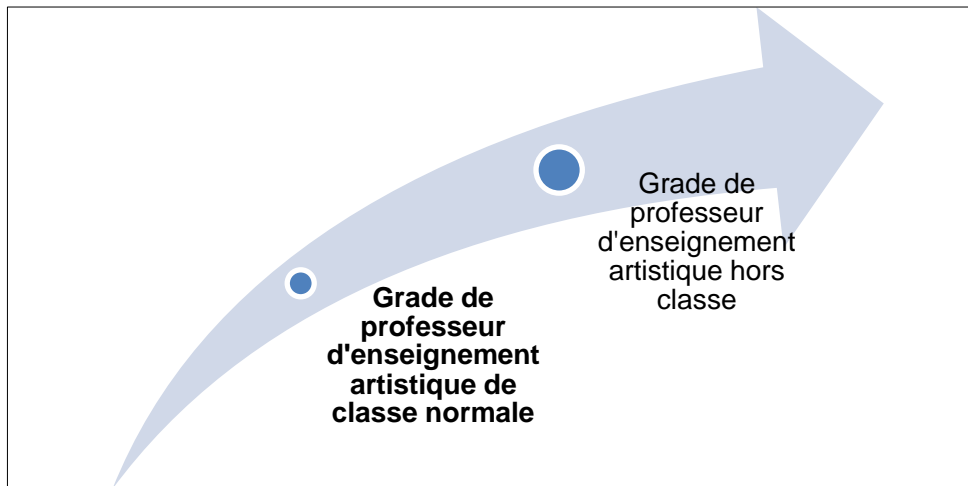 Grade de
professeur
d'enseignement
artistique de
classe normale
Grade de
professeur
d'enseignement
artistique hors
classe